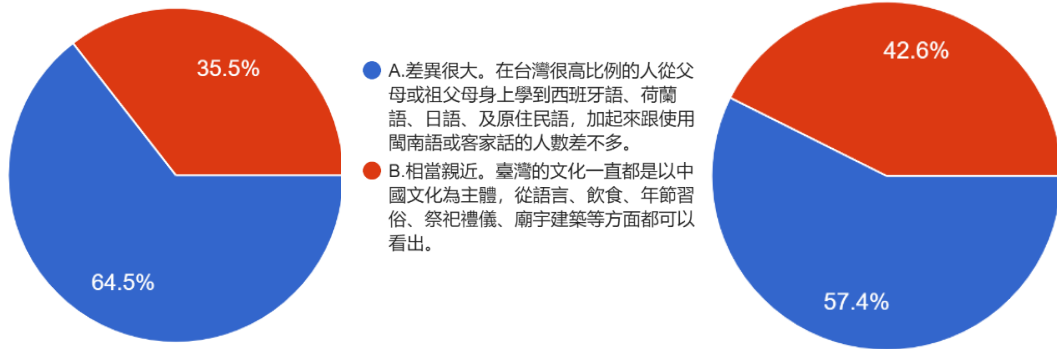 35.5%
64.5%
A.差異很大。在台灣很高比例的人從父
母或祖父母身上學到西班牙語、荷蘭
語、日語、及原住民語，加起來跟使用
閩南語或客家話的人數差不多。
B.相當親近。臺灣的文化一直都是以中
國文化為主體，從語言、飲食、年節習
俗、祭祀禮儀、廟宇建築等方面都可以
看出。
42.6%
57.4%